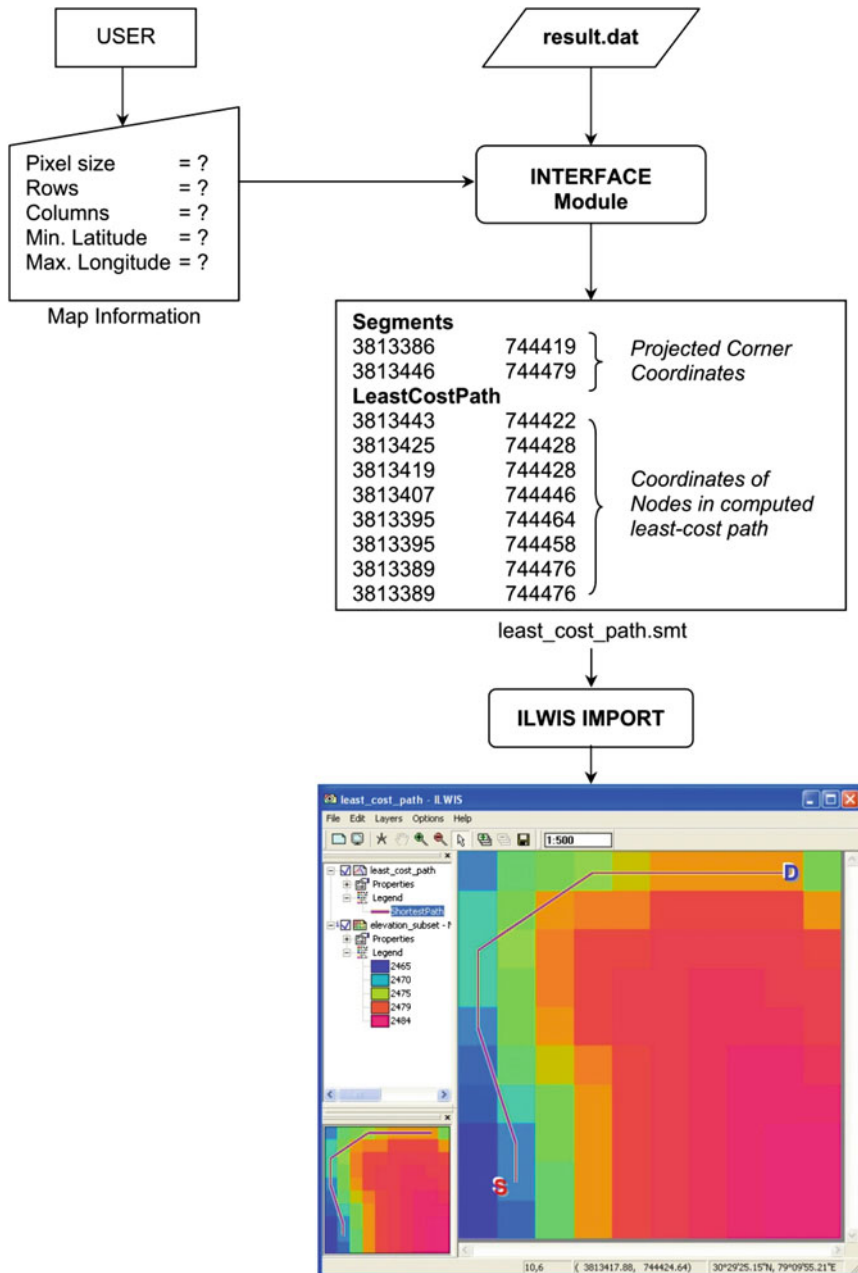 USER
result.dat
Pixel size = ?
Rows = ?
Columns = ?
Min. Latitude = ?
Max. Longitude = ?
Map Information
INTERFACE
Module
Segments
3813386 744419
3813446 744479
Projected Corner
Coordinates
LeastCostPath
3813443 744422
3813425 744428
3813419 744428
3813407 744446
3813395 744464
3813395 744458
3813389 744476
3813389 744476
Coordinates of
Nodes in computed
least-cost path
least_cost_path.smt
ILWIS IMPORT
least_cost_path - ILWIS
File Edit Layers Options Help
1:500
least_cost_path
Properties
Legend
ShortestPath
elevation_subset -
Properties
Legend
2465
2470
2475
2479
2484
D
S
10,6 ( 3813417.88, 744424.64) 30°29'25.15"N, 79°09'55.21"E